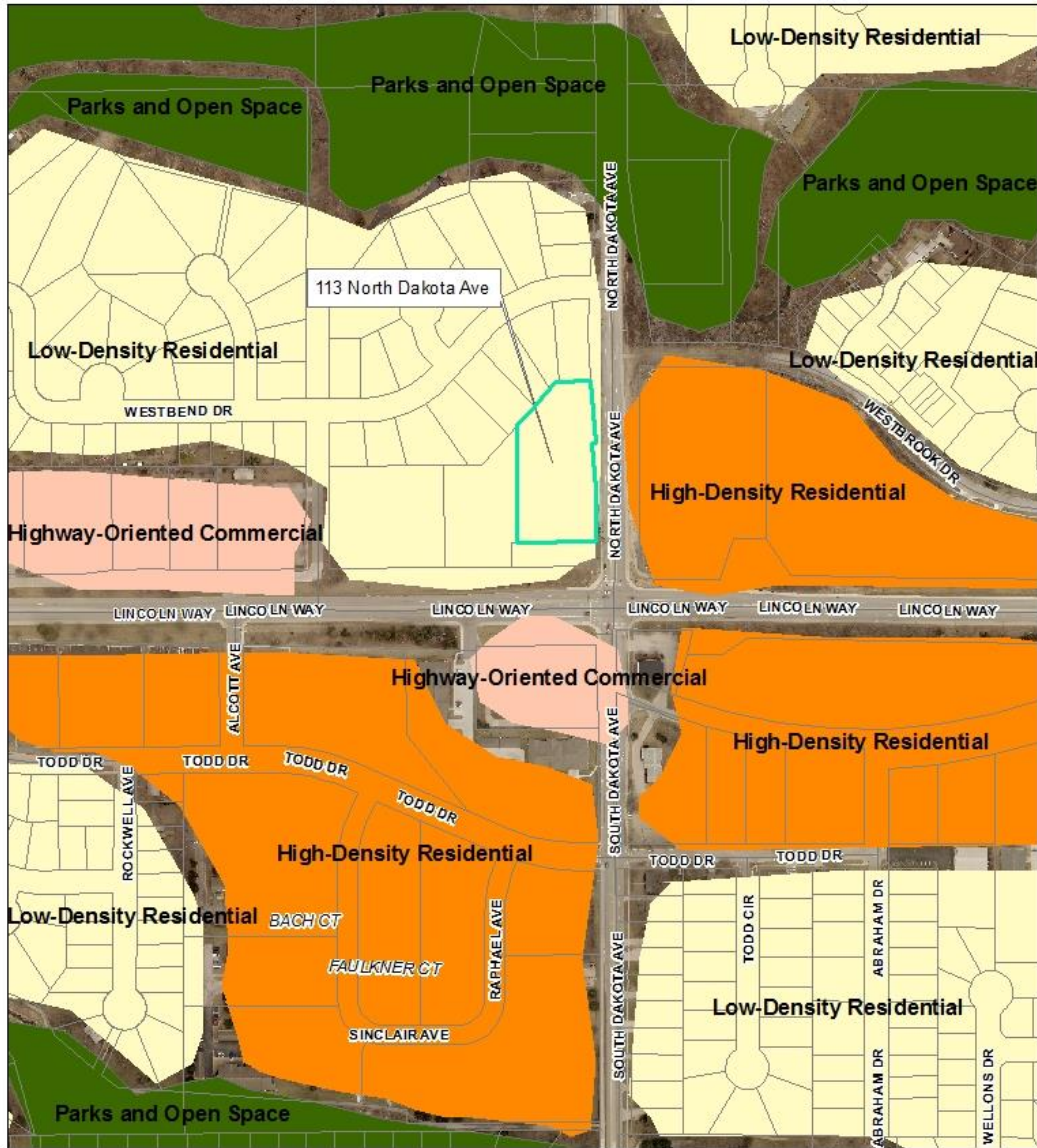 Low-Density Residential
Parks and Open Space
Parks and Open Space
Parks and Open Space
NORTH DAKOTA AVE
113 North Dakota Ave
Low-Density Residential
Low-Density Residential
WESTBEND DR
WESTBROOK DR
NORTH DAKOTA AVE
High-Density Residential
Highway-Oriented Commercial
LINCOLN WAY
LINCOLN WAY
LINCOLN WAY
LINCOLN WAY
LINCOLN WAY
LINCOLN WAY
ALCOTT AVE
Highway-Oriented Commercial
High-Density Residential
TODD DR
TODD DR
TODD DR
TODD DR
SOUTH DAKOTA AVE
ROCKWELL AVE
High-Density Residential
TODD DR
TODD DR
Low-Density Residential
BACH CT
FAULKNER CT
RAPHAEL AVE
SINCLAIR AVE
TODD CIR
ABRAHAM DR
Low-Density Residential
SOUTH DAKOTA AVE
ABRAHAM DR
WELLONS DR
Parks and Open Space